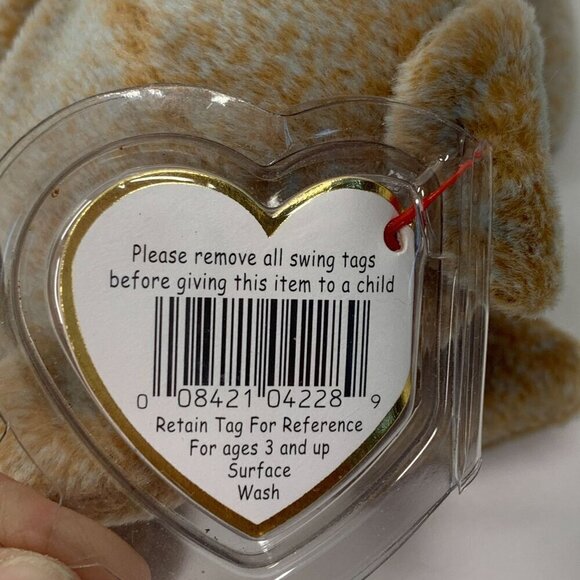 Please remove all swing tags
before giving this item to a child
0 08421 04228 9
Retain Tag For Reference
For ages 3 and up
Surface
Wash